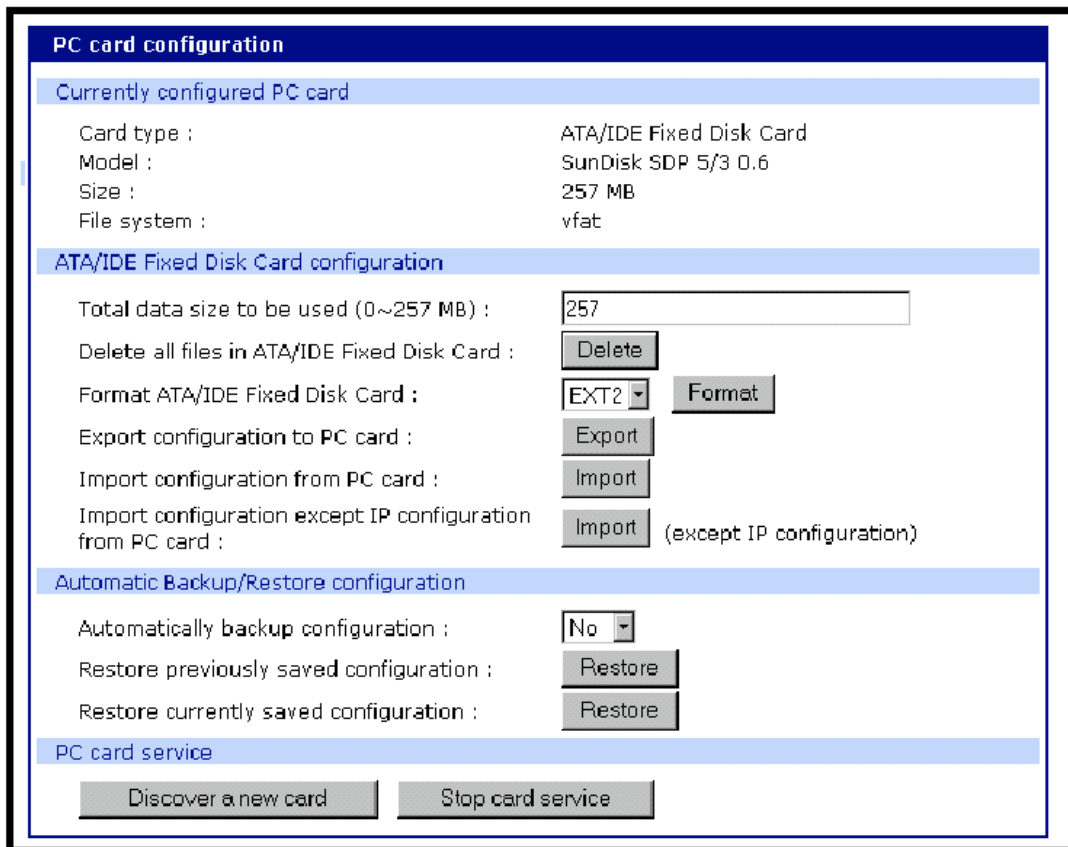 PC card configuration
Currently configured PC card
Card type : ATA/IDE Fixed Disk Card
Model : SunDisk SDP 5/3 0.6
Size : 257 MB
File system : vfat
ATA/IDE Fixed Disk Card configuration
Total data size to be used (0~257 MB) : 257
Delete all files in ATA/IDE Fixed Disk Card : Delete
Format ATA/IDE Fixed Disk Card : EXT2 Format
Export configuration to PC card : Export
Import configuration from PC card : Import
Import configuration except IP configuration
from PC card : Import (except IP configuration)
Automatic Backup/Restore configuration
Automatically backup configuration : No
Restore previously saved configuration : Restore
Restore currently saved configuration : Restore
PC card service
Discover a new card Stop card service